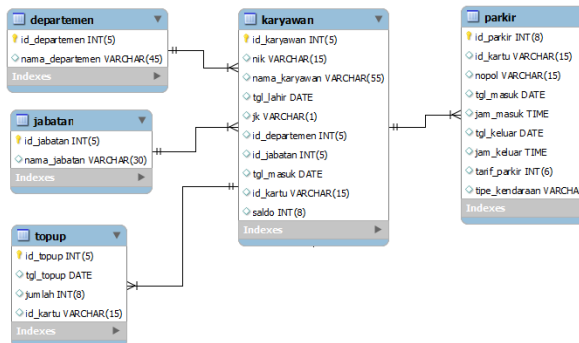 departemen
id_departemen INT(5)
nama_departemen VARCHAR(45)
Indexes
jabatan
id_jabatan INT(5)
nama_jabatan VARCHAR(30)
Indexes
topup
id_topup INT(5)
tgl_topup DATE
jumlah INT(8)
id_kartu VARCHAR(15)
Indexes
karyawan
id_karyawan INT(5)
nik VARCHAR(15)
nama_karyawan VARCHAR(55)
tgl_lahir DATE
jk VARCHAR(1)
id_departemen INT(5)
id_jabatan INT(5)
tgl_masuk DATE
id_kartu VARCHAR(15)
saldo INT(8)
Indexes
parkir
id_parkir INT(8)
id_kartu VARCHAR(15)
nopol VARCHAR(15)
tgl_masuk DATE
jam_masuk TIME
tgl_keluar DATE
jam_keluar TIME
tarif_parkir INT(6)
tipe_kendaraan VARCHA
Indexes